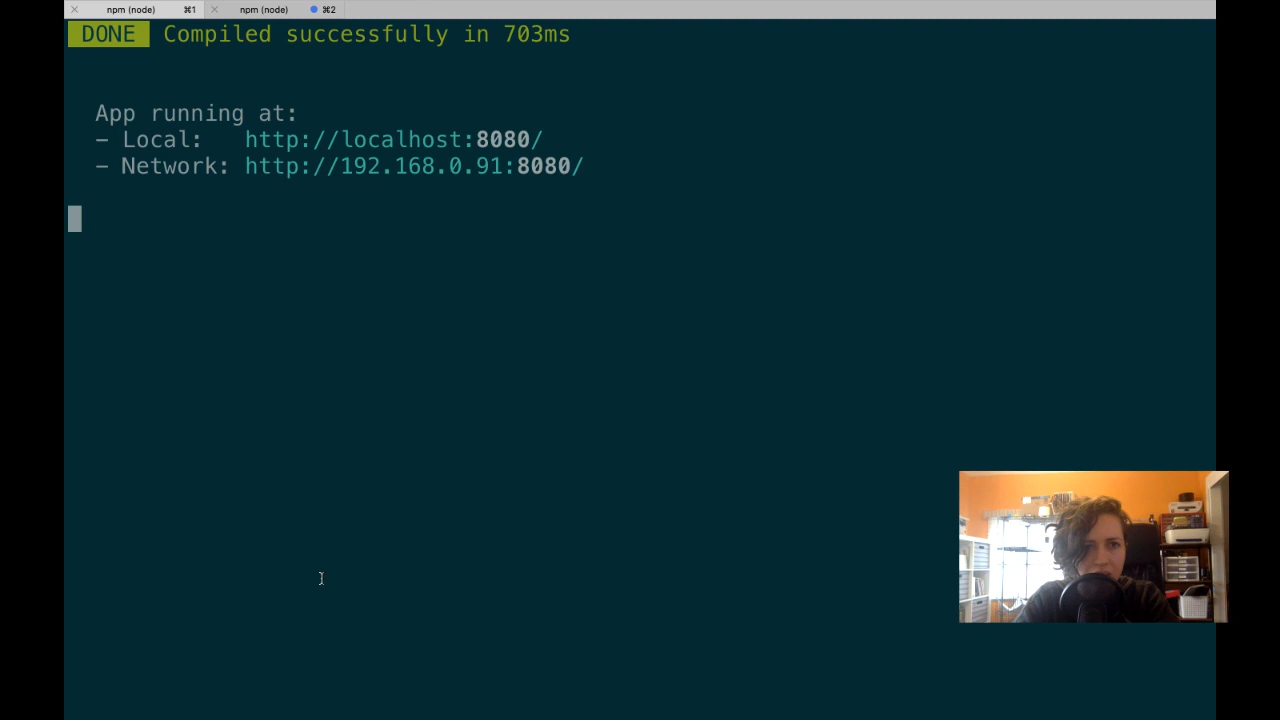 npm (node) ⌘1 npm (node) ⌘2
DONE Compiled successfully in 703ms
App running at:
- Local: http://localhost:8080/
- Network: http://192.168.0.91:8080/